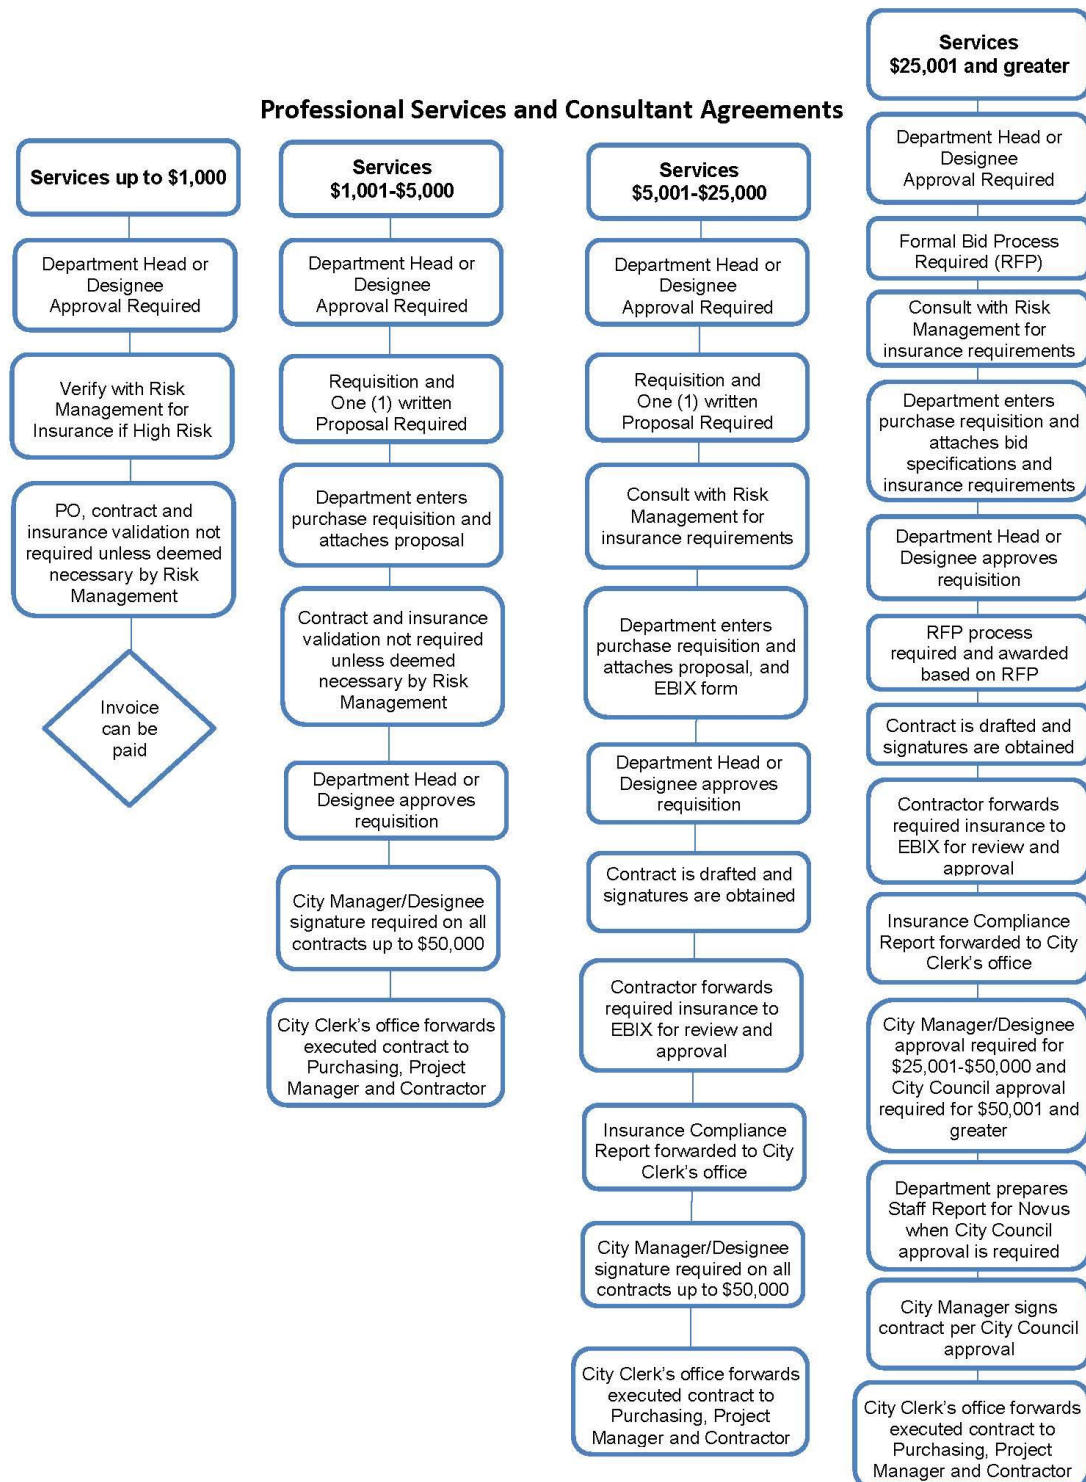 Professional Services and Consultant Agreements
Services up to $1,000
Department Head or
Designee
Approval Required
Verify with Risk
Management for
Insurance if High Risk
PO, contract and
insurance validation not
required unless deemed
necessary by Risk
Management
Invoice
can be
paid
Services
$1,001-$5,000
Department Head or
Designee
Approval Required
Requisition and
One (1) written
Proposal Required
Department enters
purchase requisition and
attaches proposal
Contract and insurance
validation not required
unless deemed
necessary by Risk
Management
Department Head or
Designee approves
requisition
City Manager/Designee
signature required on all
contracts up to $50,000
City Clerk's office forwards
executed contract to
Purchasing, Project
Manager and Contractor
Services
$5,001-$25,000
Department Head or
Designee
Approval Required
Requisition and
One (1) written
Proposal Required
Consult with Risk
Management for
insurance requirements
Department enters
purchase requisition and
attaches proposal, and
EBIX form
Department Head or
Designee approves
requisition
Contract is drafted and
signatures are obtained
Contractor forwards
required insurance to
EBIX for review and
approval
Insurance Compliance
Report forwarded to City
Clerk's office
City Manager/Designee
signature required on all
contracts up to $50,000
City Clerk's office forwards
executed contract to
Purchasing, Project
Manager and Contractor
Services
$25,001 and greater
Department Head or
Designee
Approval Required
Formal Bid Process
Required (RFP)
Consult with Risk
Management for
insurance requirements
Department enters
purchase requisition and
attaches bid
specifications and
insurance requirements
Department Head or
Designee approves
requisition
RFP process
required and awarded
based on RFP
Contract is drafted and
signatures are obtained
Contractor forwards
required insurance to
EBIX for review and
approval
Insurance Compliance
Report forwarded to City
Clerk's office
City Manager/Designee
approval required for
$25,001-$50,000 and
City Council approval
required for $50,001 and
greater
Department prepares
Staff Report for Novus
when City Council
approval is required
City Manager signs
contract per City Council
approval
City Clerk's office forwards
executed contract to
Purchasing, Project
Manager and Contractor